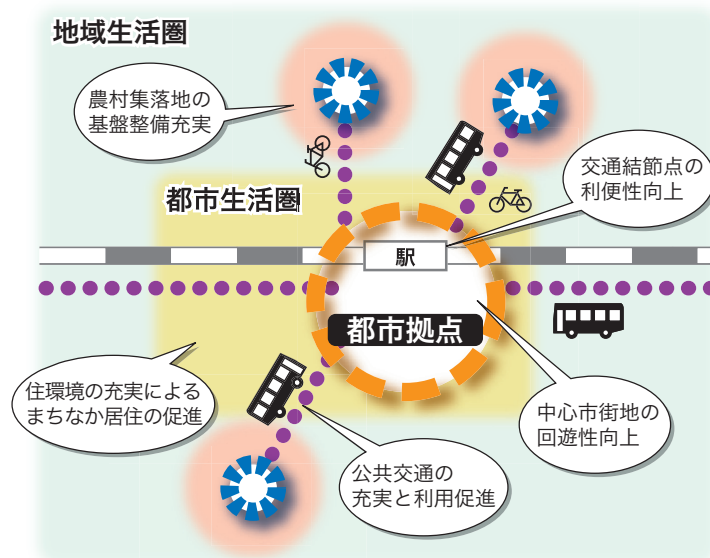 地域生活圏
農村集落地の
基盤整備充実
交通結節点の
利便性向上
都市生活圏
駅
都市拠点
住環境の充実による
まちなか居住の促進
中心市街地の
回遊性向上
公共交通の
充実と利用促進